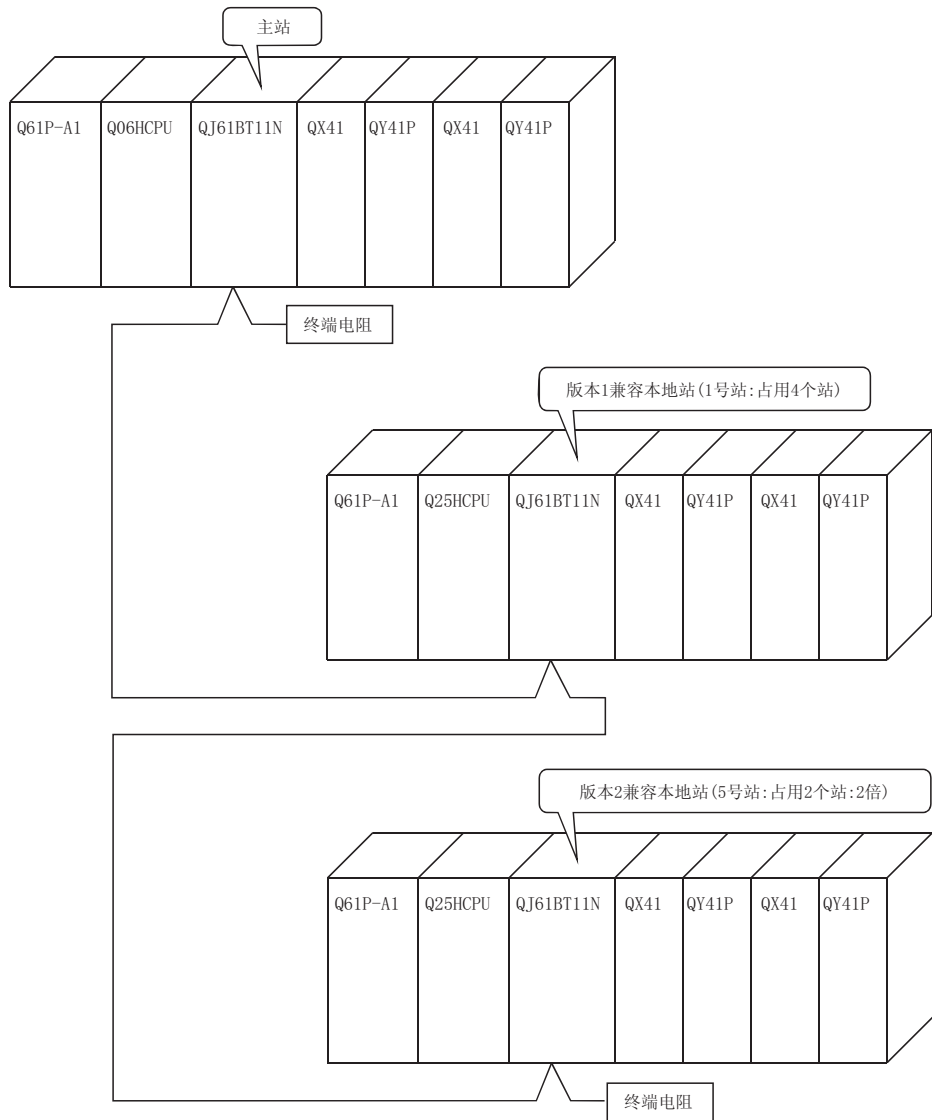 主站
Q61P-A1 Q06HCPU QJ61BT11N QX41 QY41P QX41 QY41P
终端电阻
版本1兼容本地站(1号站:占用4个站)
Q61P-A1 Q25HCPU QJ61BT11N QX41 QY41P QX41 QY41P
版本2兼容本地站(5号站:占用2个站:2倍)
Q61P-A1 Q25HCPU QJ61BT11N QX41 QY41P QX41 QY41P
终端电阻